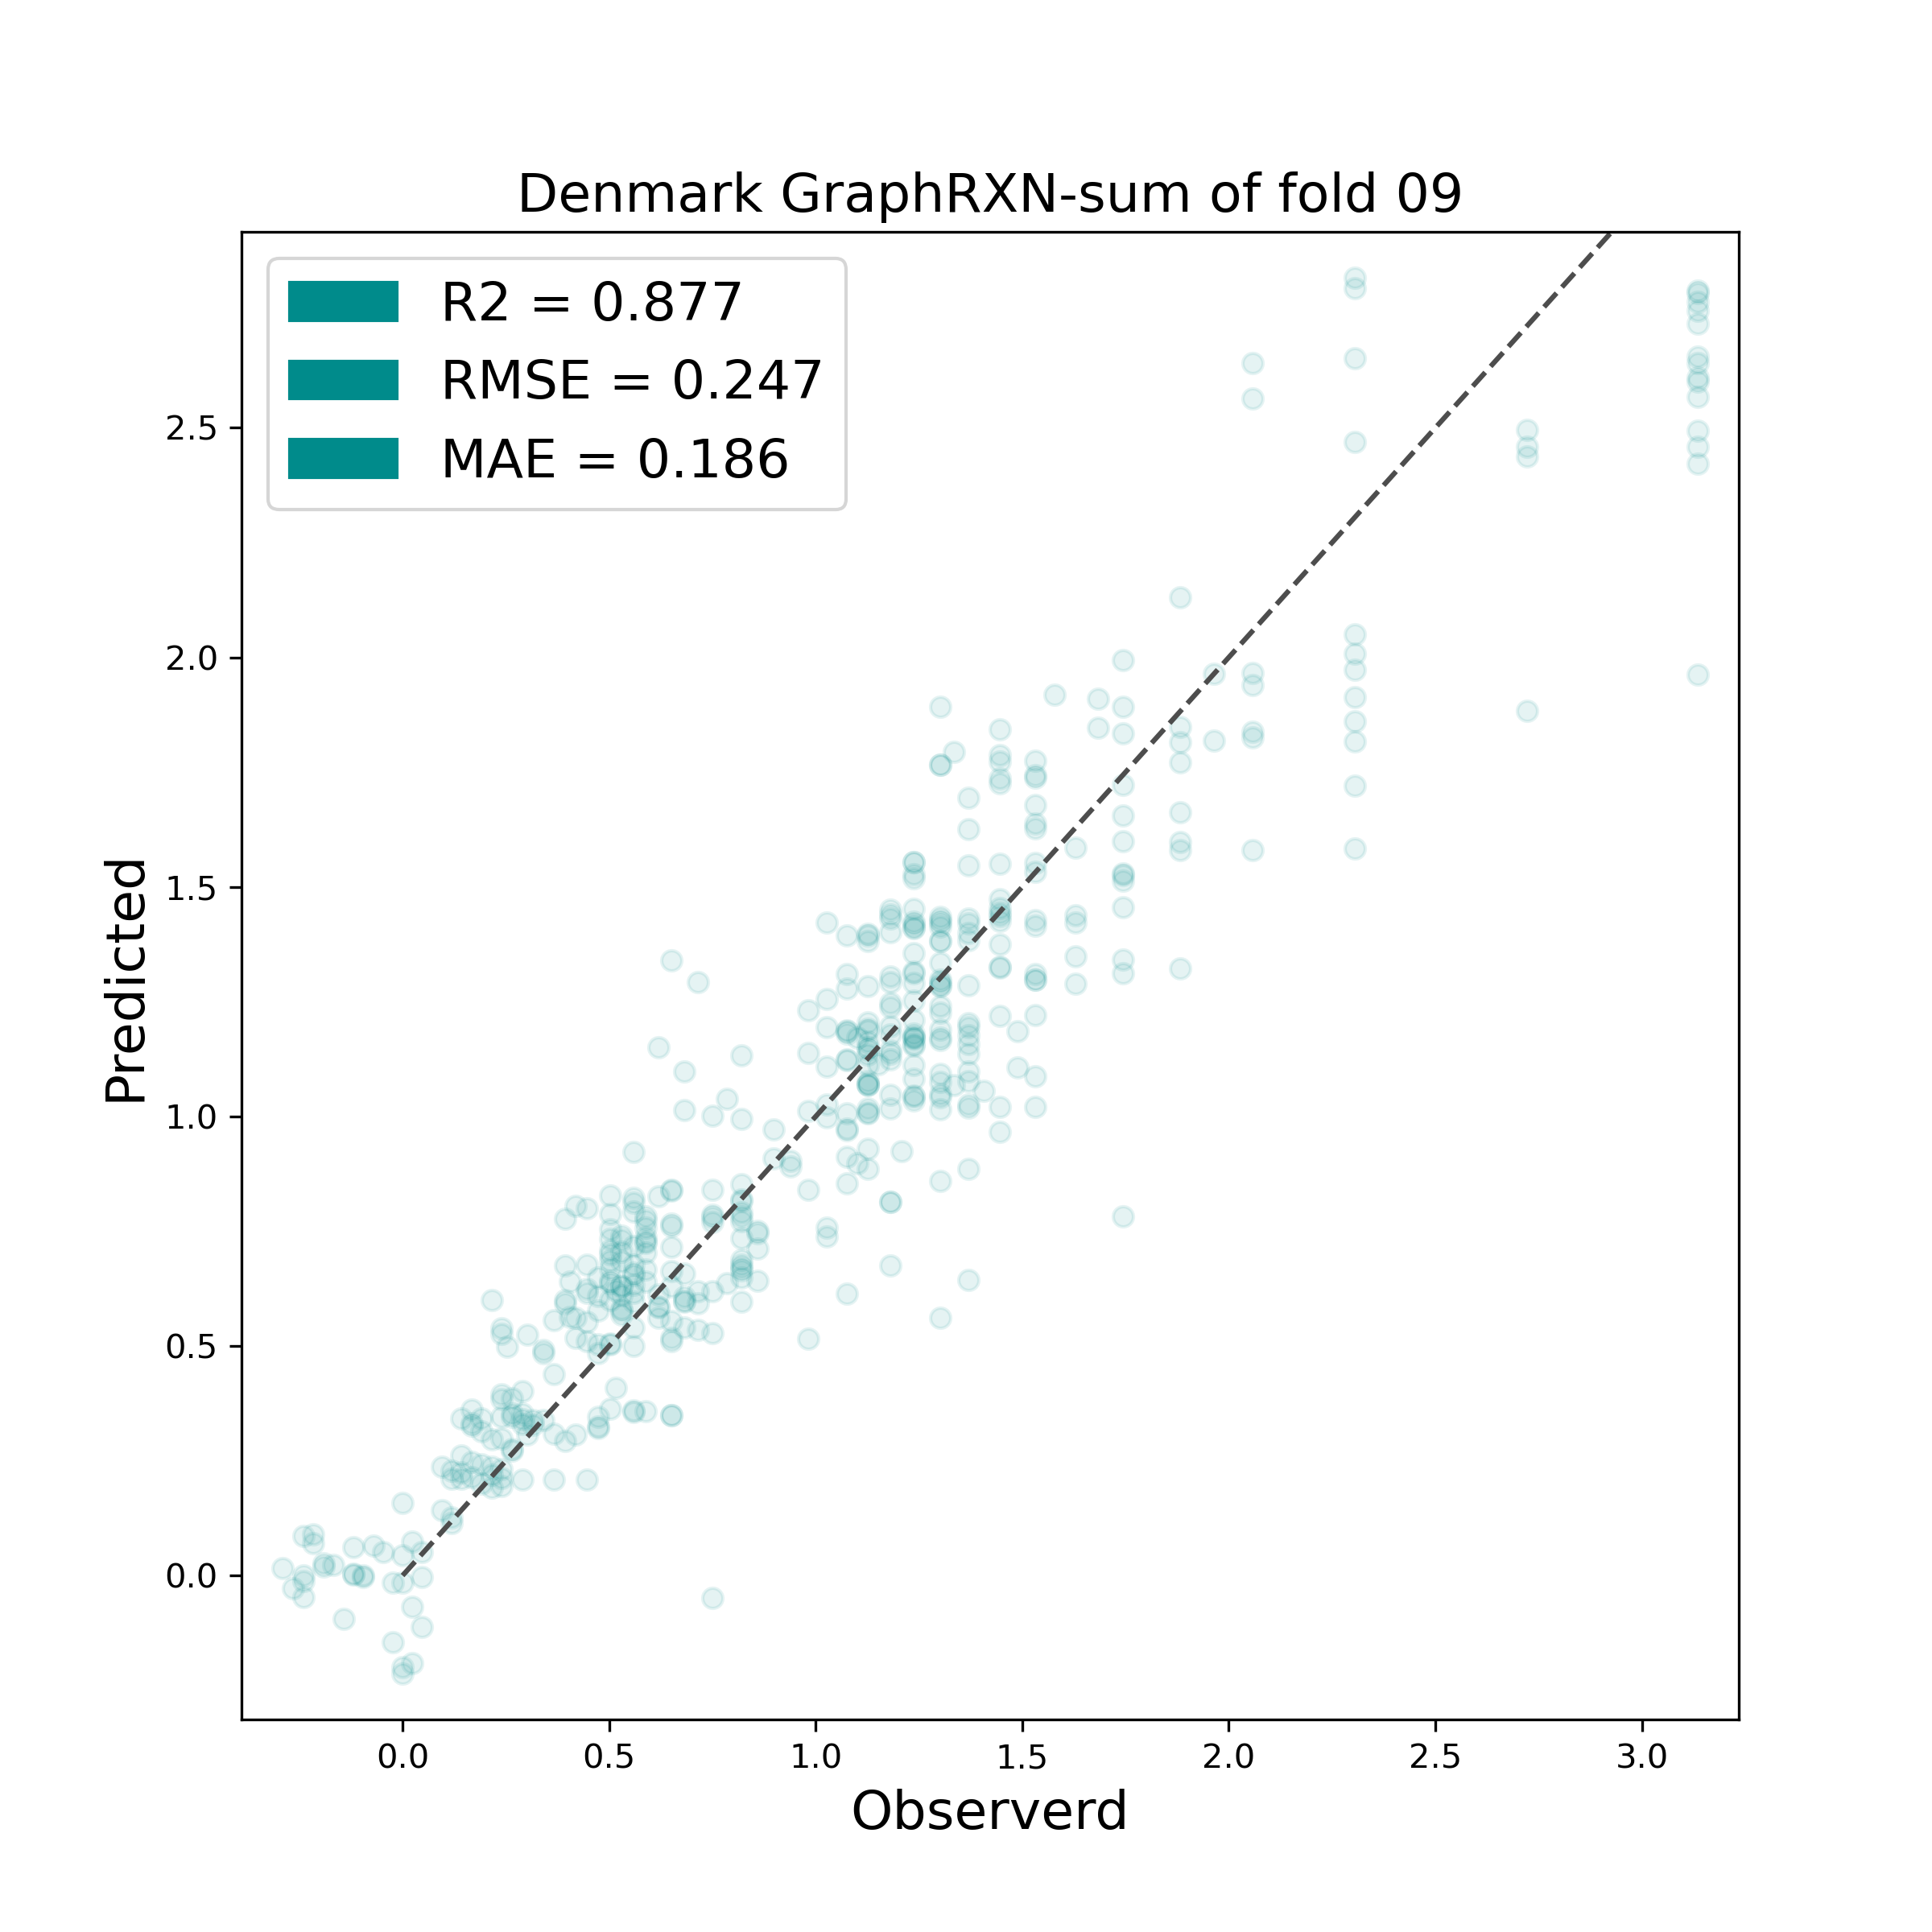 Denmark GraphRXN-sum of fold 09
R2 = 0.877
RMSE = 0.247
MAE = 0.186
Predicted
2.5
2.0
1.5
1.0
0.5
0.0
0.0 0.5 1.0 1.5 2.0 2.5 3.0
Observerd